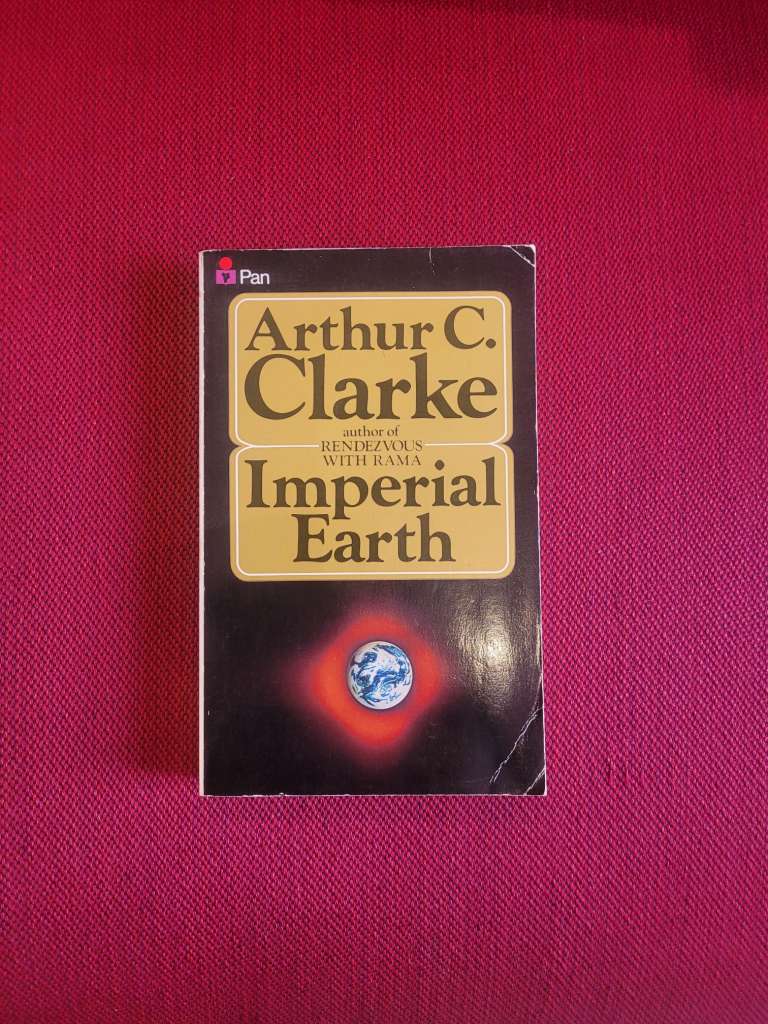 Pan
Arthur C.
Clarke
author of
RENDEZVOUS
WITH RAMA
Imperial
Earth